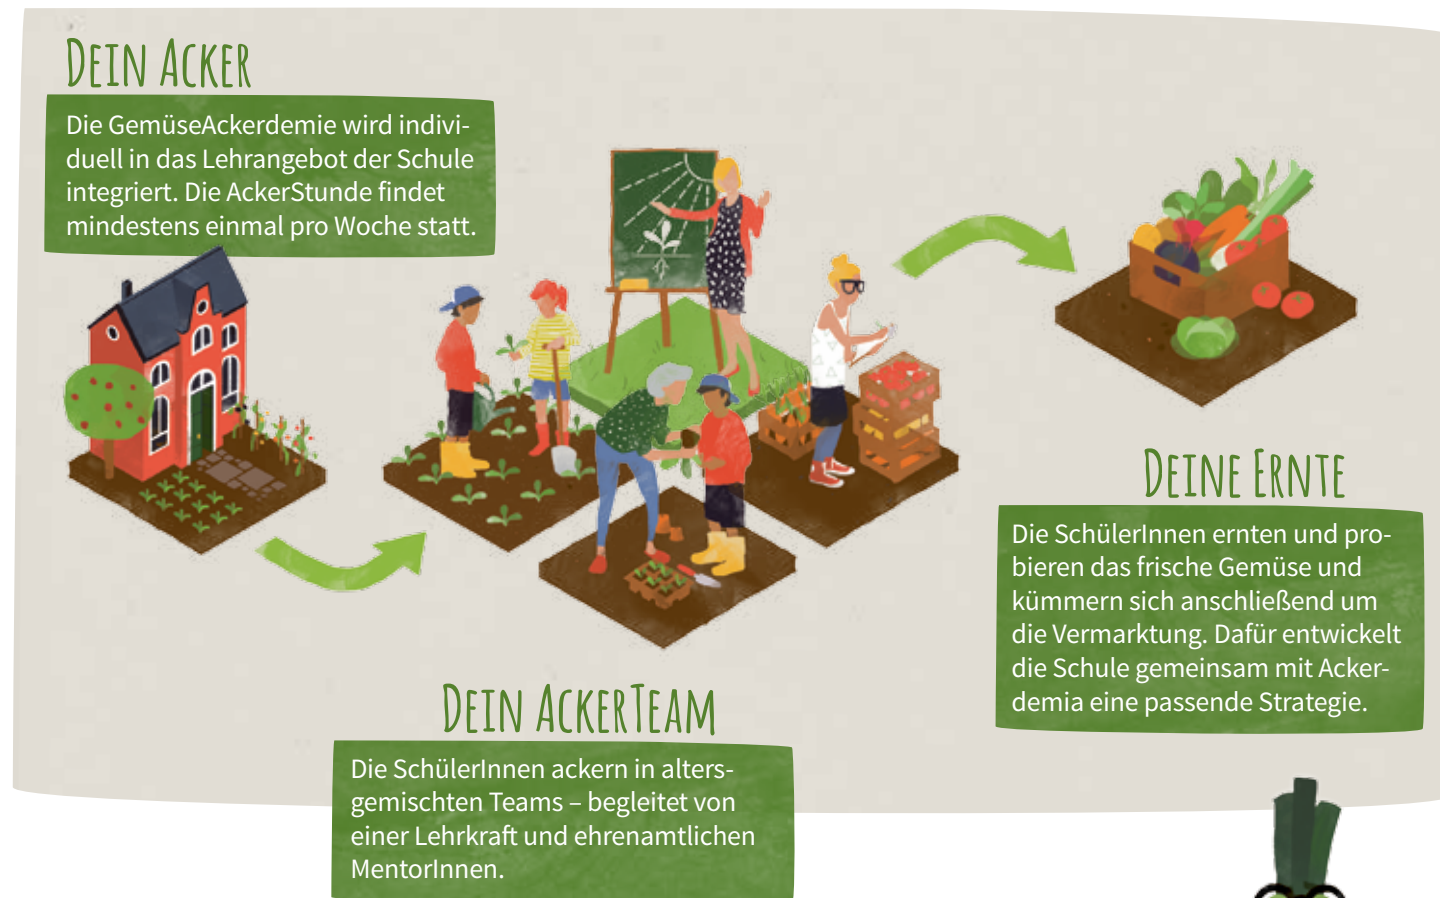 DEIN ACKER
Die GemüseAckerdemie wird indivi-
duell in das Lehrangebot der Schule
integriert. Die AckerStunde findet
mindestens einmal pro Woche statt.
DEINE ERNTE
Die SchülerInnen ernten und pro-
bieren das frische Gemüse und
kümmern sich anschließend um
die Vermarktung. Dafür entwickelt
die Schule gemeinsam mit Acker-
demia eine passende Strategie.
DEIN ACKERTEAM
Die SchülerInnen ackern in alters-
gemischten Teams – begleitet von
einer Lehrkraft und ehrenamtlichen
MentorInnen.